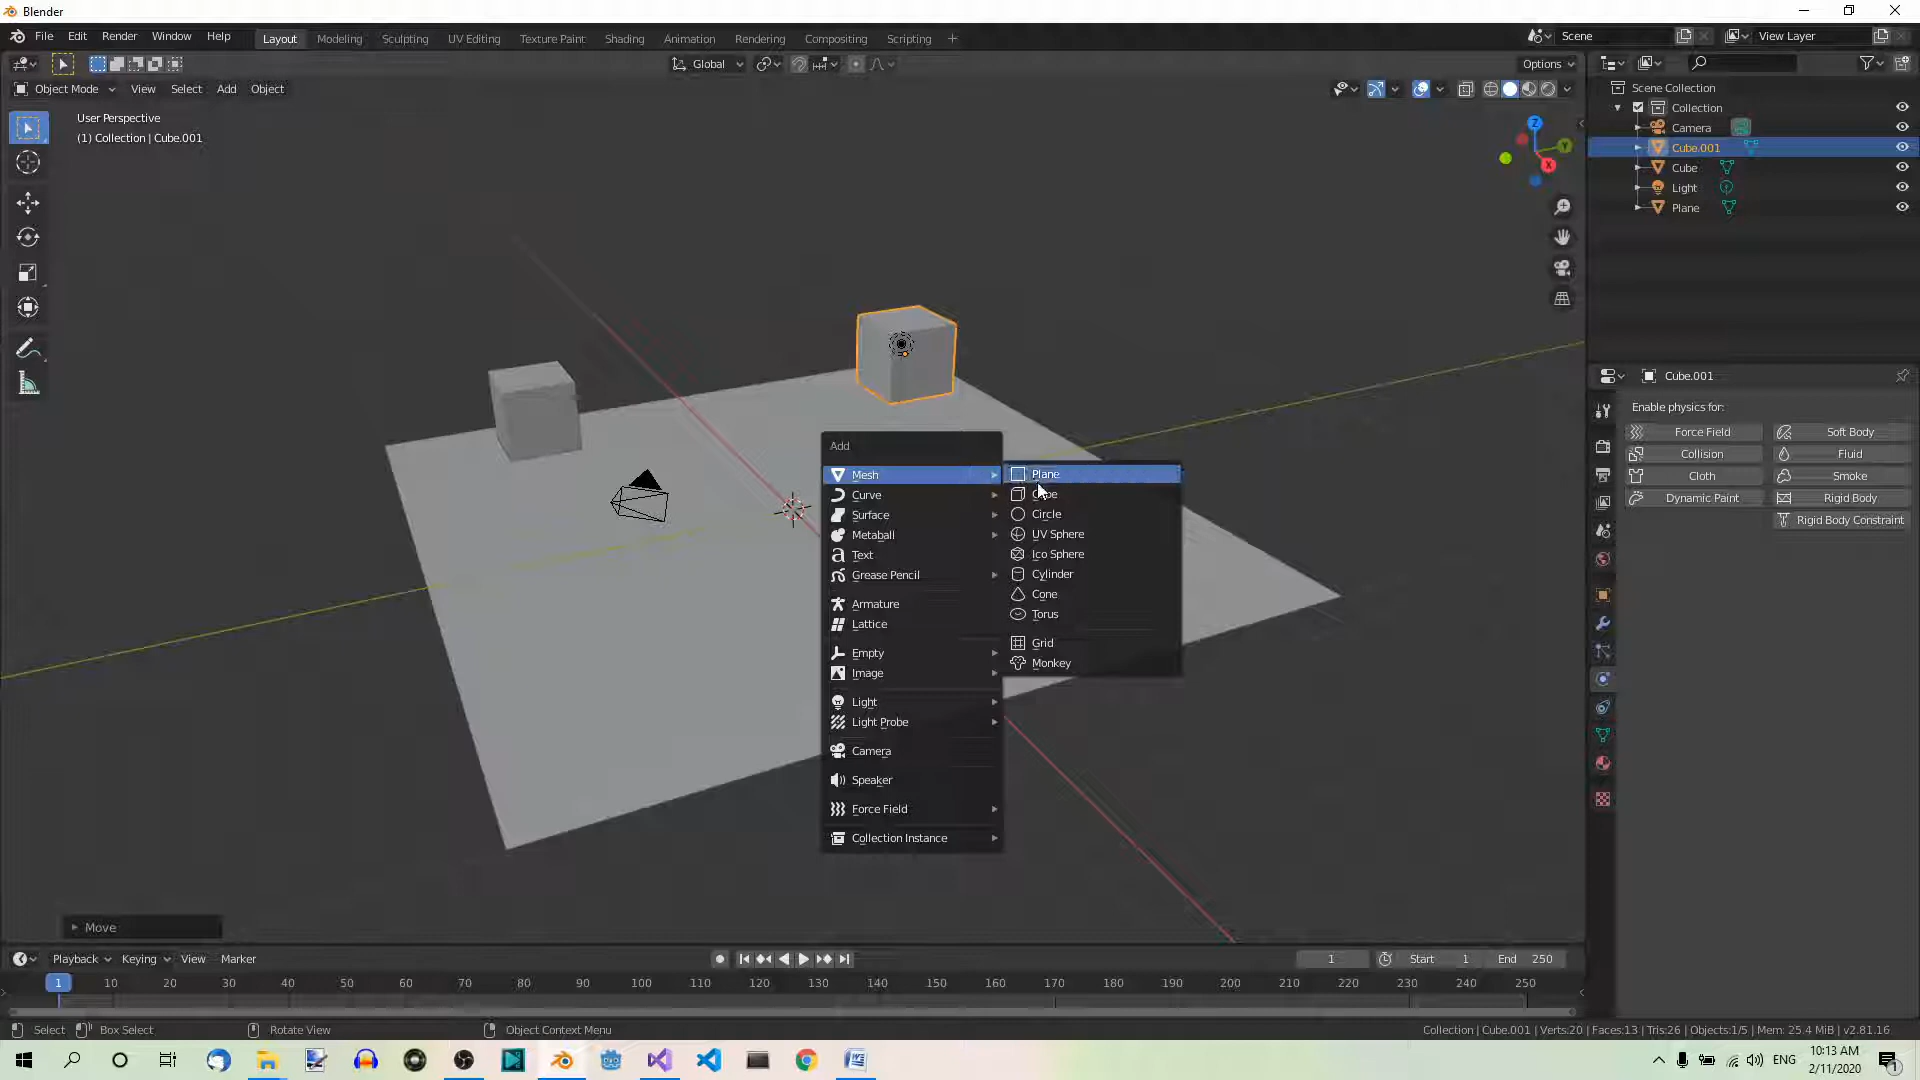 Blender
File Edit Render Window Help
Layout Modeling Sculpting UV Editing Texture Paint Shading Animation Rendering Compositing Scripting +
Scene View Layer
Global Options
Object Mode View Select Add Object
User Perspective
(1) Collection | Cube.001
Z
Y
X
Scene Collection
Collection
Camera
Cube.001
Cube
Light
Plane
Cube.001
Enable physics for:
Force Field Soft Body
Collision Fluid
Cloth Smoke
Dynamic Paint Rigid Body
Rigid Body Constraint
Add
Mesh
Curve
Surface
Metaball
Text
Grease Pencil
Armature
Lattice
Empty
Image
Light
Light Probe
Camera
Speaker
Force Field
Collection Instance
Plane
Circle
UV Sphere
Ico Sphere
Cylinder
Cone
Torus
Grid
Monkey
Move
Playback Keying View Marker 1 Start 1 End 250
1 10 20 30 40 50 60 70 80 90 100 110 120 130 140 150 160 170 180 190 200 210 220 230 240 250
Select Box Select Rotate View Object Context Menu Collection | Cube.001 | Verts:20 | Faces:13 | Tris:26 | Objects:1/5 | Mem: 25.4 MiB | v2.81.16
ENG
10:13 AM
2/11/2020
1